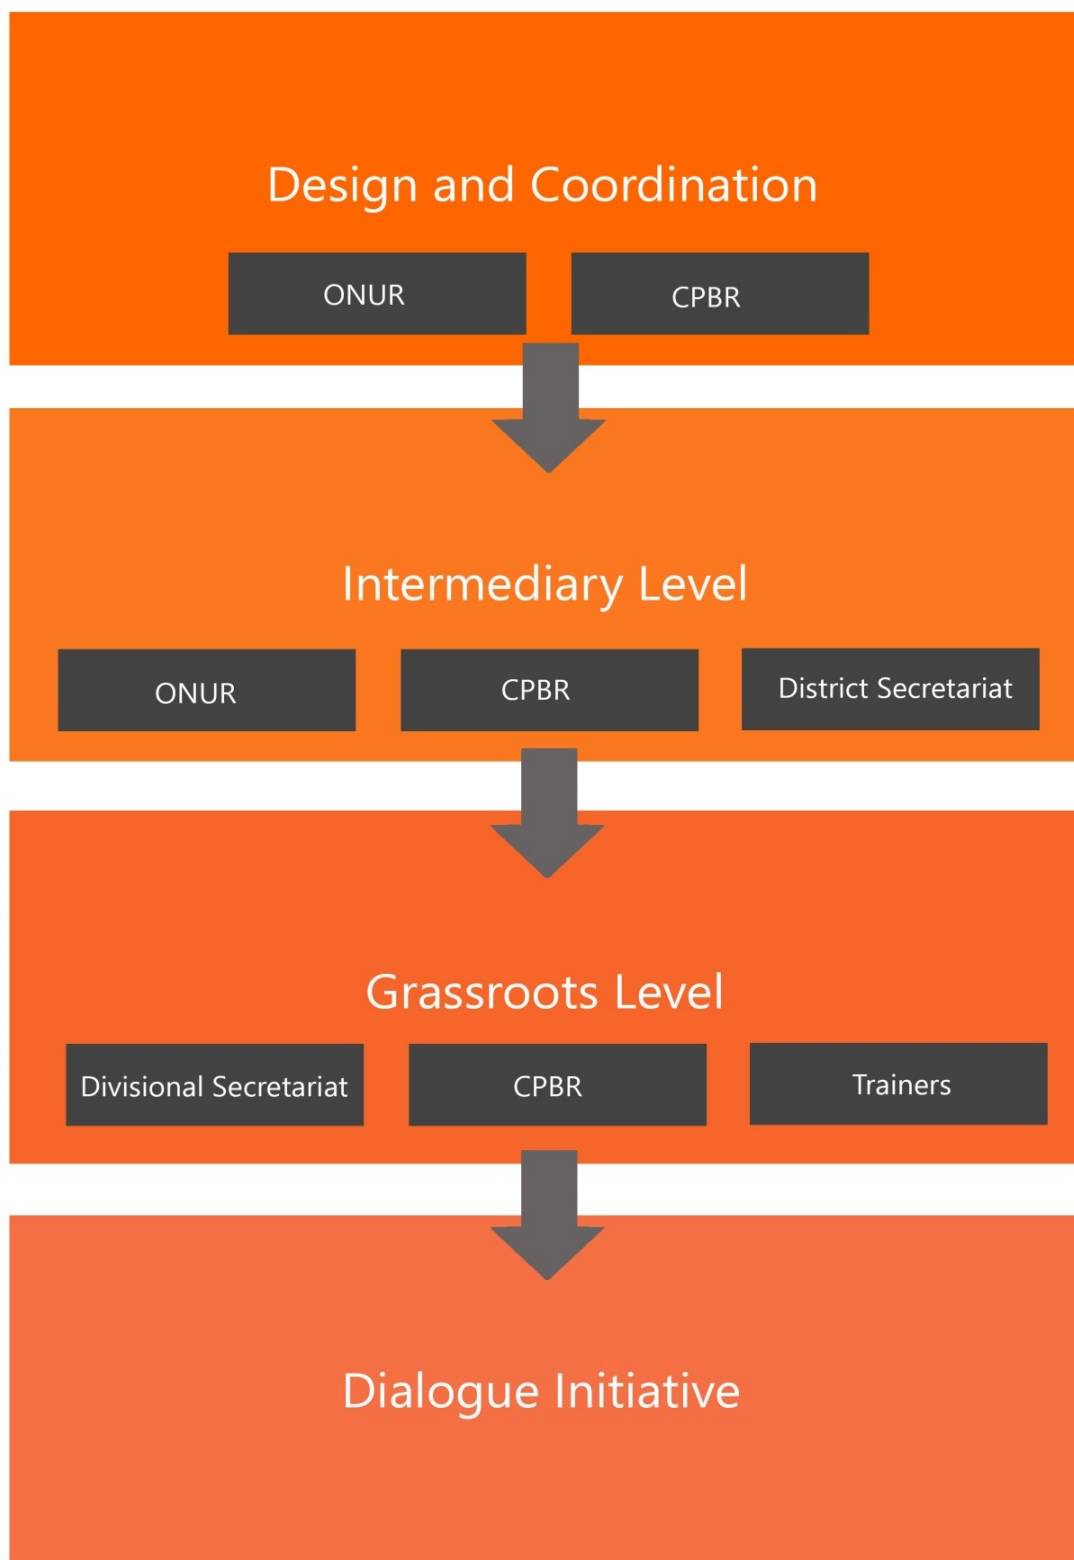 Design and Coordination
ONUR
CPBR
Intermediary Level
ONUR
CPBR
District Secretariat
Grassroots Level
Divisional Secretariat
CPBR
Trainers
Dialogue Initiative